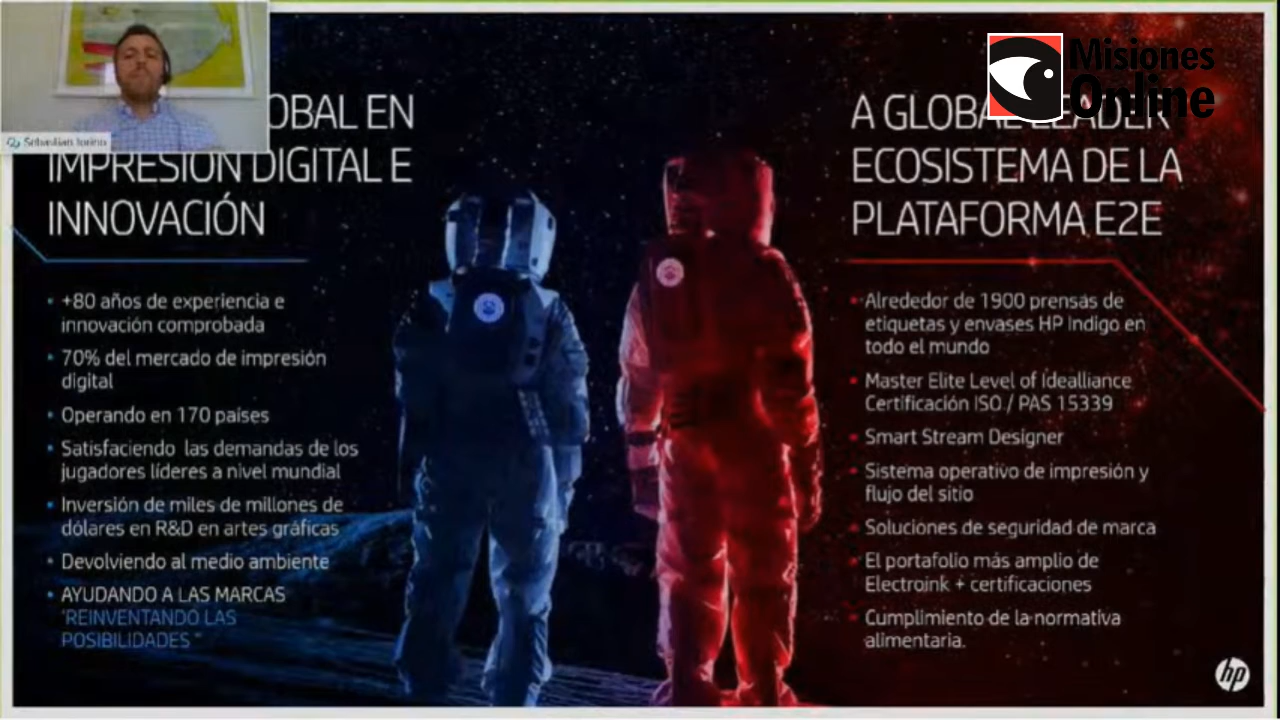 Misiones
Online
Sebastian
OBAL EN
IMPRESIÓN DIGITAL E
INNOVACIÓN
+80 años de experiencia e
innovación comprobada
70% del mercado de impresión
digital
Operando en 170 países
Satisfaciendo las demandas de los
jugadores líderes a nivel mundial
Inversión de miles de millones de
dólares en R&D en artes gráficas
Devolviendo al medio ambiente
AYUDANDO A LAS MARCAS
"REINVENTANDO LAS
POSIBILIDADES "
A GLOBAL LEADER
ECOSISTEMA DE LA
PLATAFORMA E2E
Alrededor de 1900 prensas de
etiquetas y envases HP Indigo en
todo el mundo
Master Elite Level of Idealliance
Certificación ISO / PAS 15339
Smart Stream Designer
Sistema operativo de impresión y
flujo del sitio
Soluciones de seguridad de marca
El portafolio más amplio de
Electroink + certificaciones
Cumplimiento de la normativa
alimentaria.
hp